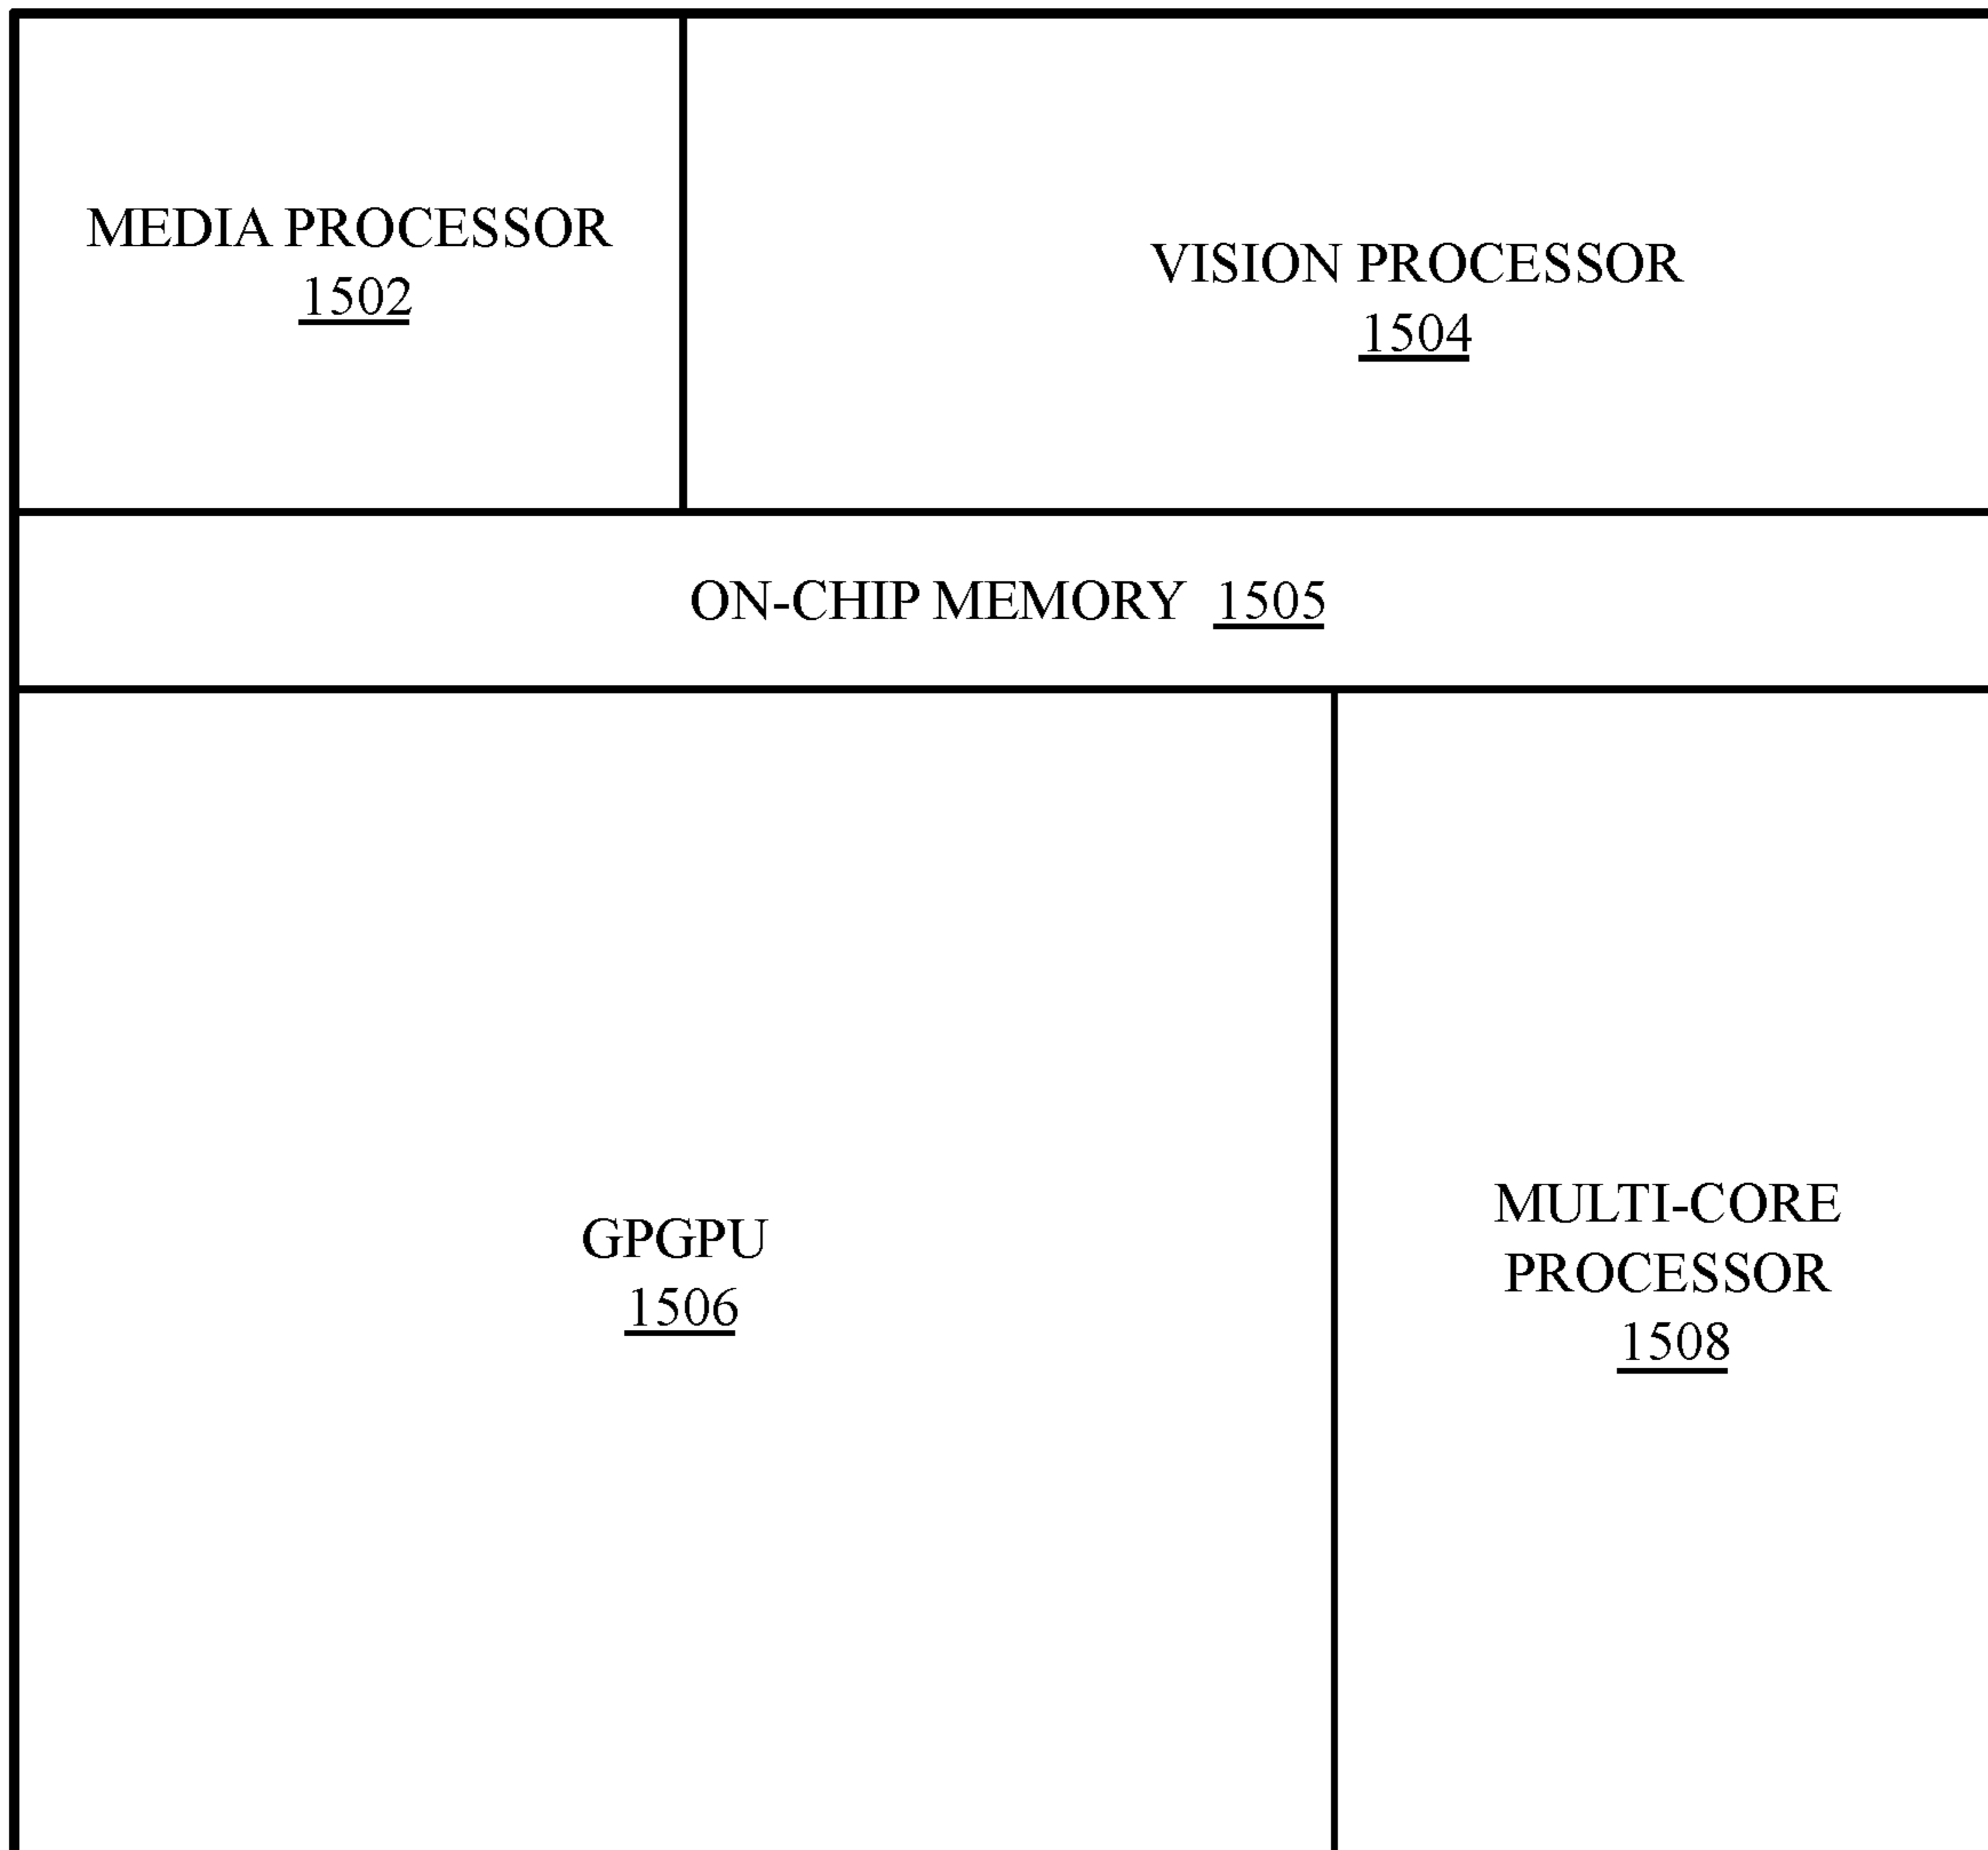 MEDIA PROCESSOR
1502
VISION PROCESSOR
1504
ON-CHIP MEMORY 1505
GPGPU
1506
MULTI-CORE
PROCESSOR
1508